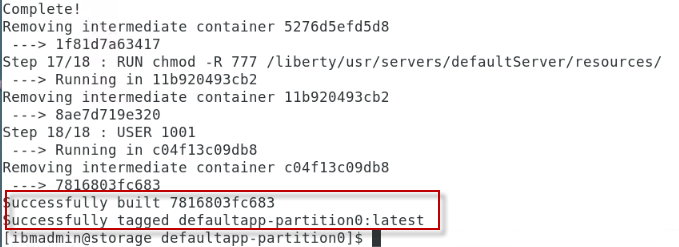 Complete!
Removing intermediate container 5276d5efd5d8
---> 1f81d7a63417
Step 17/18 : RUN chmod -R 777 /liberty/usr/servers/defaultServer/resources/
---> Running in 11b920493cb2
Removing intermediate container 11b920493cb2
---> 8ae7d719e320
Step 18/18 : USER 1001
---> Running in c04f13c09db8
Removing intermediate container c04f13c09db8
---> 7816803fc683
Successfully built 7816803fc683
Successfully tagged defaultapp-partition0:latest
[ibmadmin@storage defaultapp-partition0]$